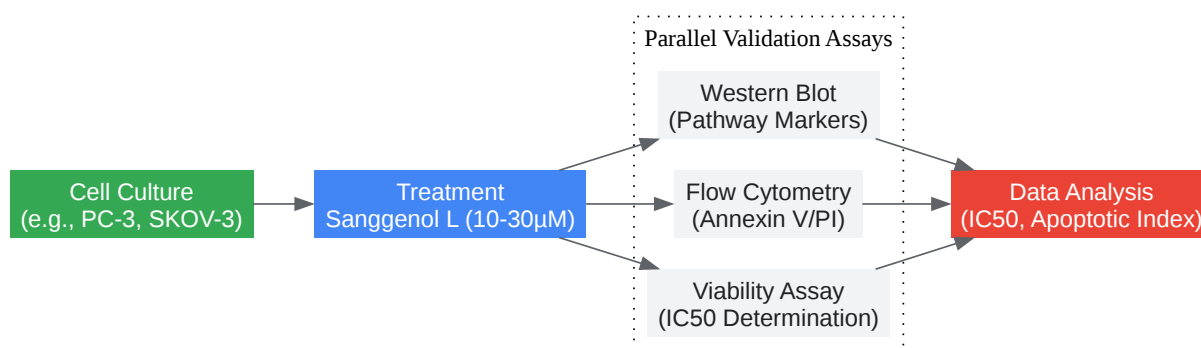 Parallel Validation Assays
Cell Culture
(e.g., PC-3, SKOV-3)
Treatment
Sanggenol L (10-30µM)
Western Blot
(Pathway Markers)
Flow Cytometry
(Annexin V/PI)
Viability Assay
(IC50 Determination)
Data Analysis
(IC50, Apoptotic Index)